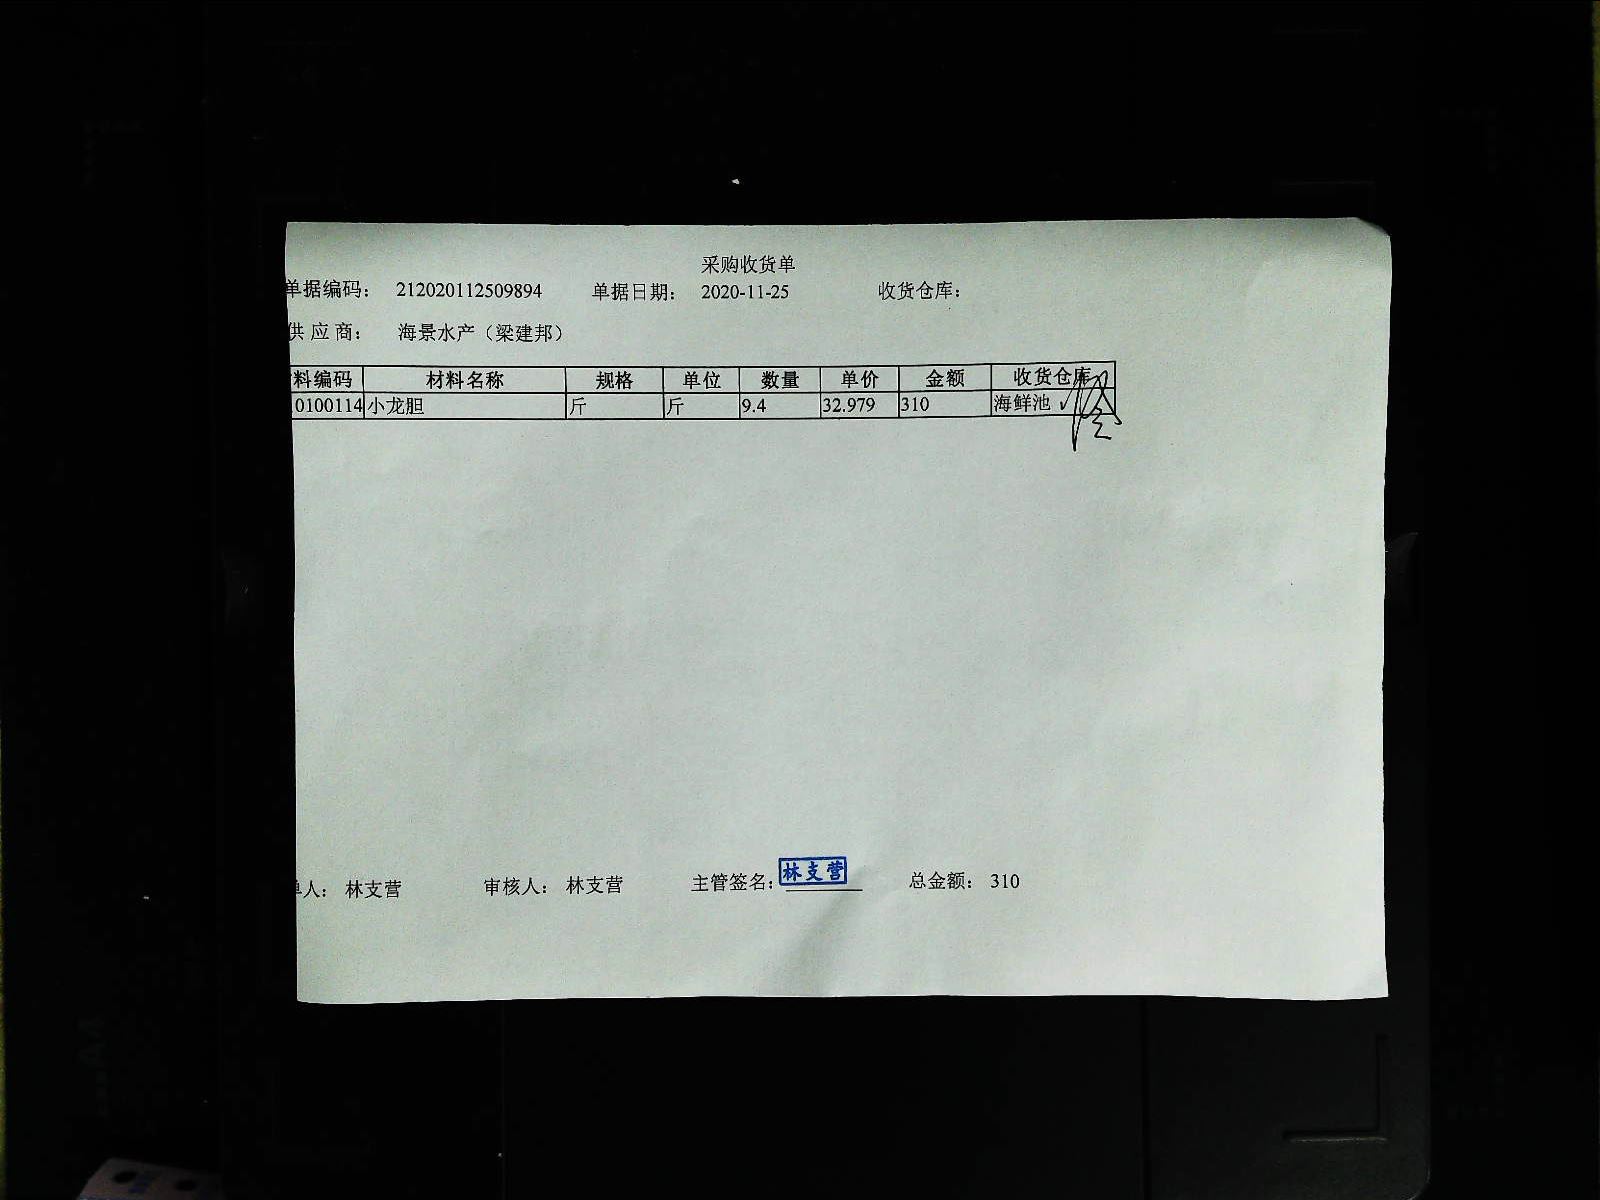 采购收货单
单据编码： 212020112509894 单据日期： 2020-11-25 收货仓库：
供应商： 海景水产（梁建邦）
料编码 材料名称 规格 单位 数量 单价 金额 收货仓库
0100114 小龙胆 斤 斤 9.4 32.979 310 海鲜池
单人： 林支营 审核人： 林支营 主管签名： 林支营 总金额： 310